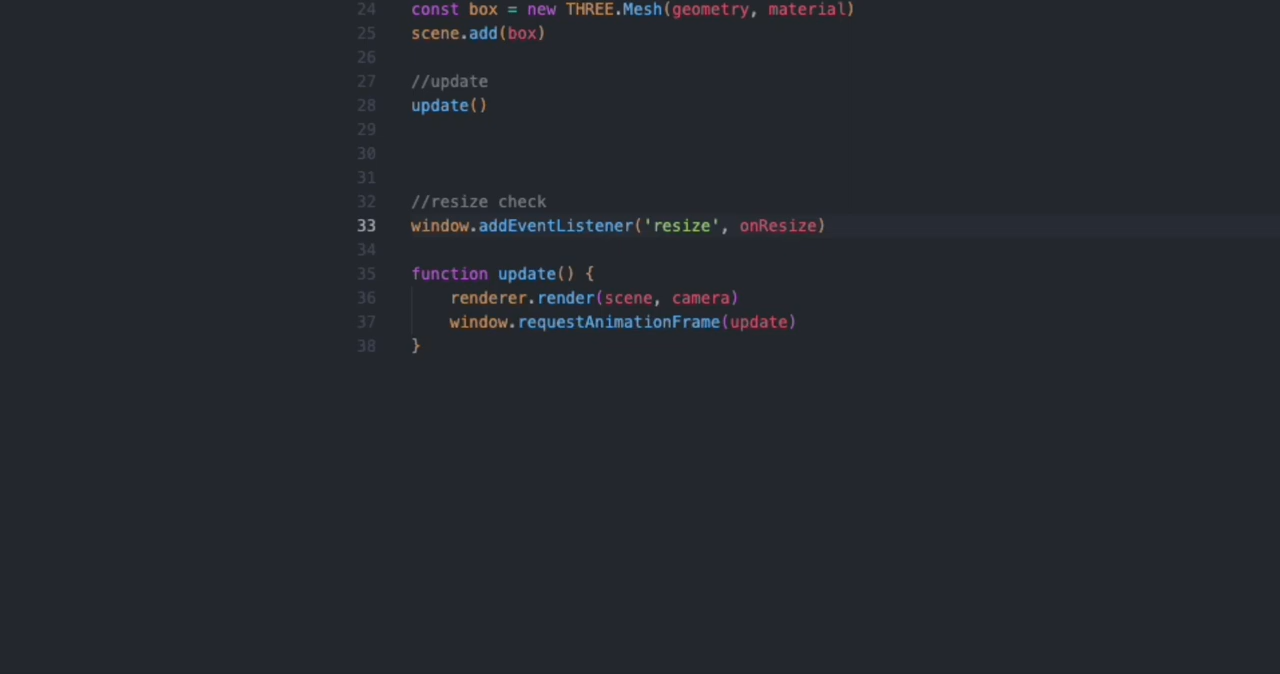 24 const box = new THREE.Mesh(geometry, material)
25 scene.add(box)
26
27 //update
28 update()
29
30
31
32 //resize check
33 window.addEventListener('resize', onResize)
34
35 function update() {
36     renderer.render(scene, camera)
37     window.requestAnimationFrame(update)
38 }